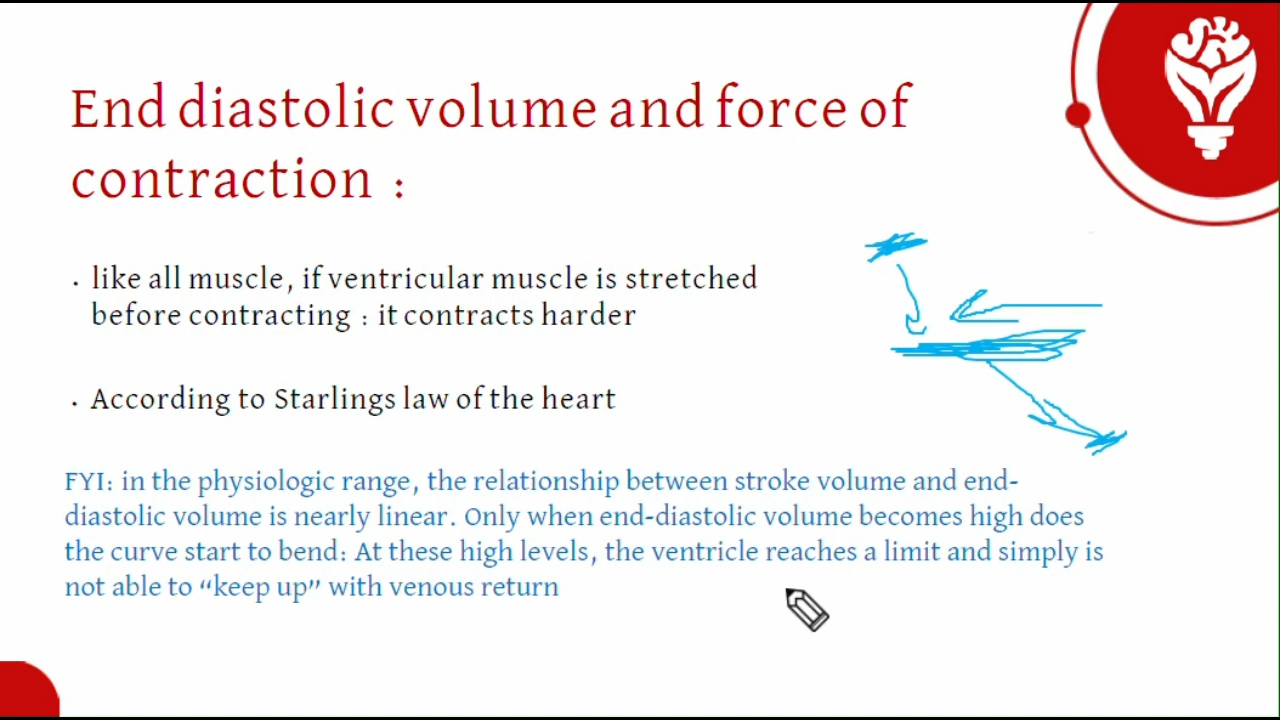 End diastolic volume and force of
contraction :
• like all muscle, if ventricular muscle is stretched
before contracting : it contracts harder
• According to Starlings law of the heart
FYI: in the physiologic range, the relationship between stroke volume and end-
diastolic volume is nearly linear. Only when end-diastolic volume becomes high does
the curve start to bend: At these high levels, the ventricle reaches a limit and simply is
not able to “keep up” with venous return